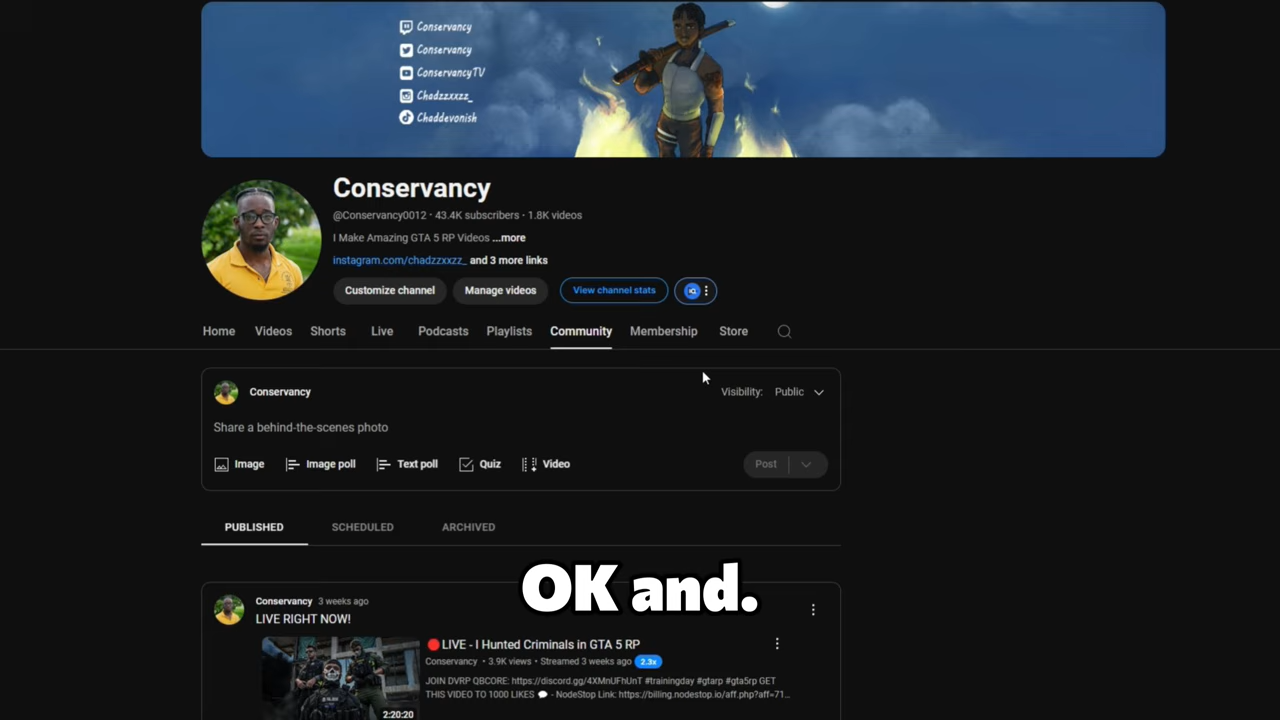 Conservancy
Conservancy
ConservancyTV
Chadzzxxzz_
Chaddevonish
Conservancy
@Conservancy0012 · 43.4K subscribers · 1.8K videos
I Make Amazing GTA 5 RP Videos ...more
instagram.com/chadzzxxzz_ and 3 more links
Customize channel Manage videos View channel stats
Home Videos Shorts Live Podcasts Playlists Community Membership Store
Conservancy Visibility: Public
Share a behind-the-scenes photo
Image Image poll Text poll Quiz Video Post
PUBLISHED SCHEDULED ARCHIVED
OK and.
Conservancy 3 weeks ago
LIVE RIGHT NOW!
LIVE - I Hunted Criminals in GTA 5 RP
Conservancy • 3.9K views • Streamed 3 weeks ago 2.3x
JOIN DVRP QBCORE: https://discord.gg/4XMnUFhUnT #trainingday #gtarp #gta5rp GET
THIS VIDEO TO 1000 LIKES 💬 - NodeStop Link: https://billing.nodestop.io/aff.php?aff=71...
2:20:20